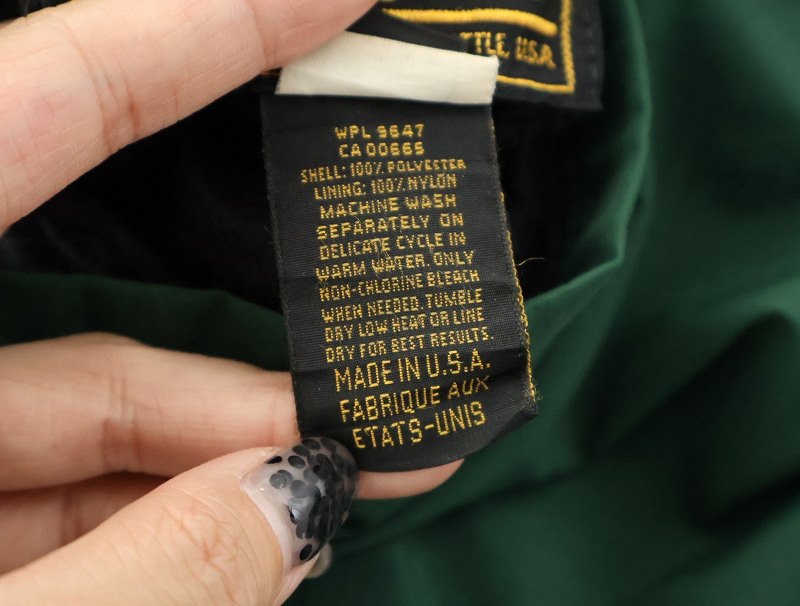 TTLE, U.S.A.
WPL 9647
CA 00665
SHELL: 100% POLYESTER
LINING: 100% NYLON
MACHINE WASH
SEPARATELY ON
DELICATE CYCLE IN
WARM WATER. ONLY
NON-CHLORINE BLEACH
WHEN NEEDED. TUMBLE
DRY LOW HEAT OR LINE
DRY FOR BEST RESULTS.
MADE IN U.S.A.
FABRIQUE AUX
ETATS-UNIS